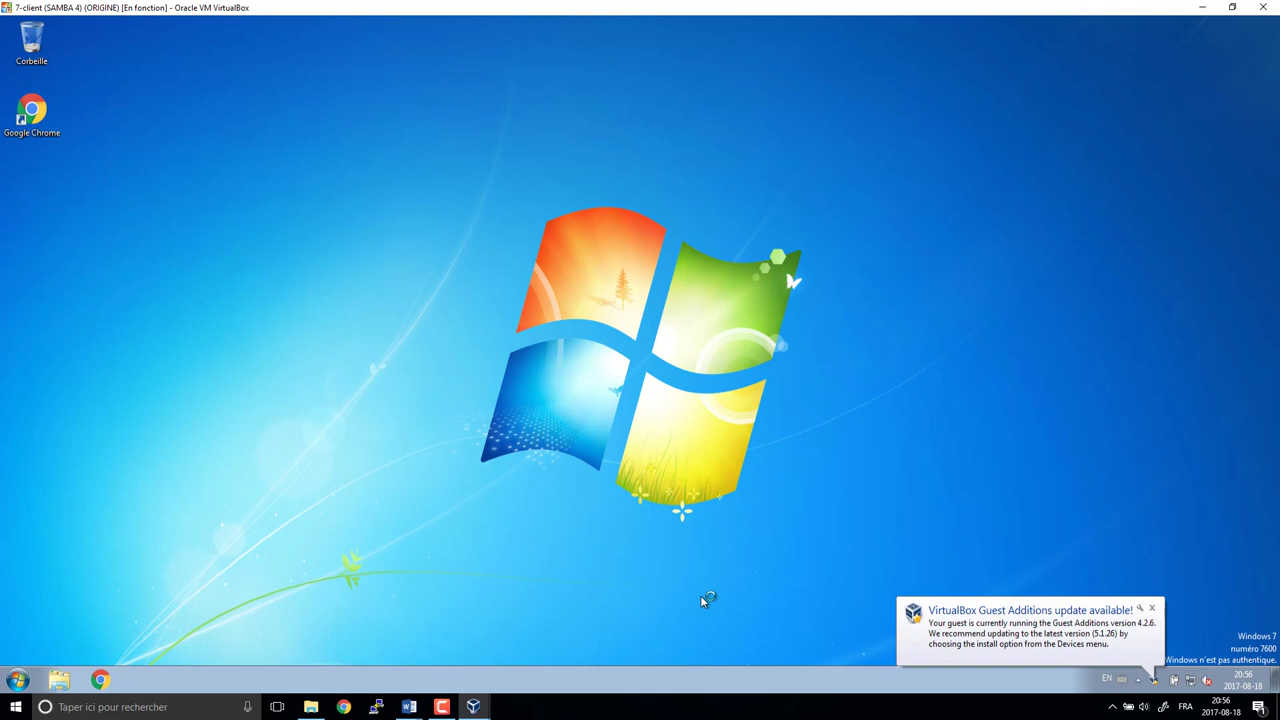 7-client (SAMBA 4) (ORIGINE) [En fonction] - Oracle VM VirtualBox
Corbeille
Google Chrome
VirtualBox Guest Additions update available!
Your guest is currently running the Guest Additions version 4.2.6.
We recommend updating to the latest version (5.1.26) by
choosing the install option from the Devices menu.
Windows 7
numéro 7600
Windows n'est pas authentique.
EN
20:56
2017-08-18
Taper ici pour rechercher
FRA
20:56
2017-08-18
1